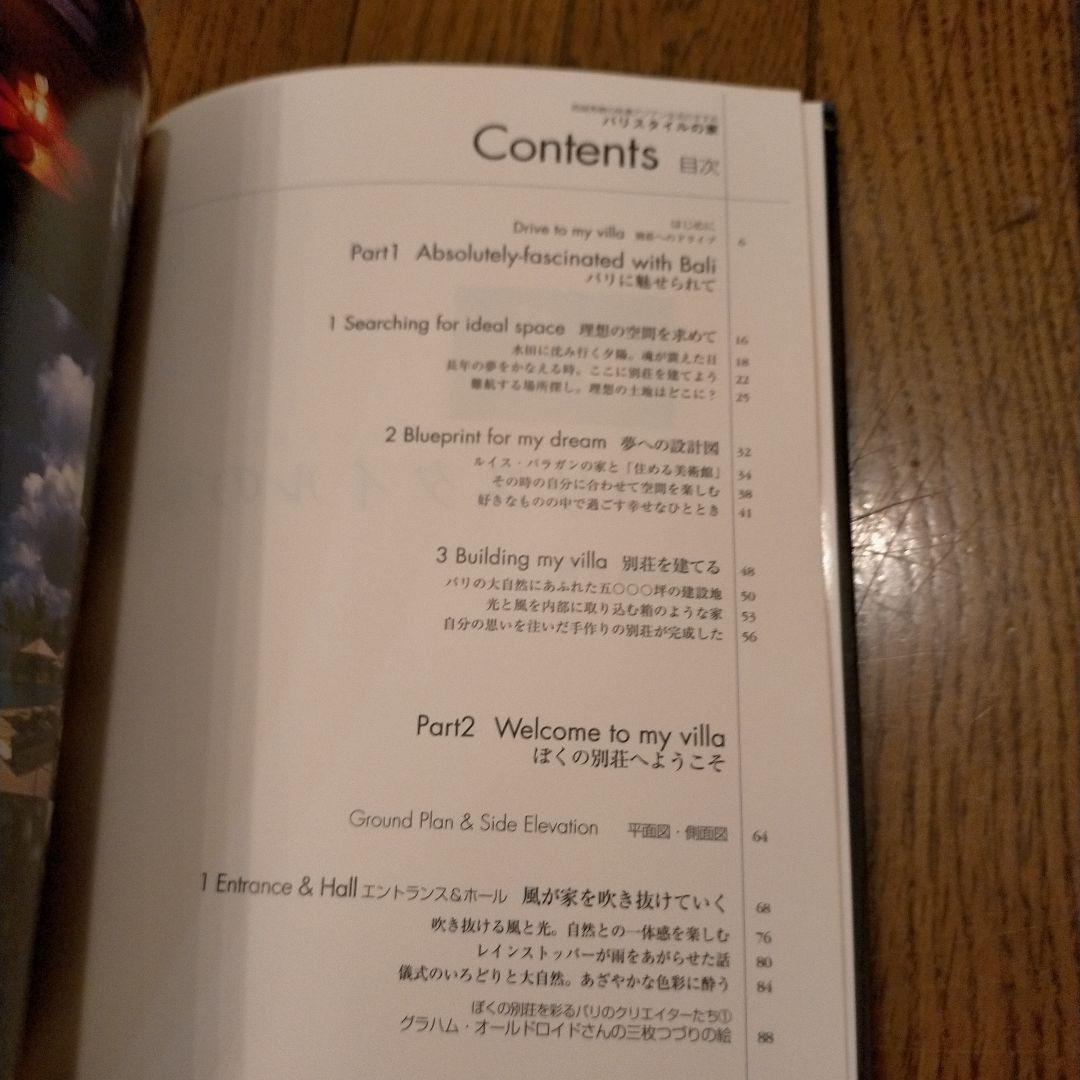 バリスタイルの家
Contents 目次
はじめに
Drive to my villa 別荘へのドライブ 6
Part1 Absolutely-fascinated with Bali
バリに魅せられて
1 Searching for ideal space 理想の空間を求めて 16
水田に沈み行く夕陽。魂が震えた日 18
長年の夢をかなえる時。ここに別荘を建てよう 22
難航する場所探し。理想の土地はどこに？ 25
2 Blueprint for my dream 夢への設計図 32
ルイス・バラガンの家と「住める美術館」 34
その時の自分に合わせて空間を楽しむ 38
好きなものの中で過ごす幸せなひととき 41
3 Building my villa 別荘を建てる 48
バリの大自然にあふれた五〇〇〇坪の建設地 50
光と風を内部に取り込む箱のような家 53
自分の思いを注いだ手作りの別荘が完成した 56
Part2 Welcome to my villa
ぼくの別荘へようこそ
Ground Plan & Side Elevation 平面図・側面図 64
1 Entrance & Hall エントランス&ホール 風が家を吹き抜けていく 68
吹き抜ける風と光。自然との一体感を楽しむ 76
レインストッパーが雨をあがらせた話 80
儀式のいろどりと大自然。あざやかな色彩に酔う 84
ぼくの別荘を彩るバリのクリエイターたち①
グラハム・オールドロイドさんの三枚つづりの絵 88